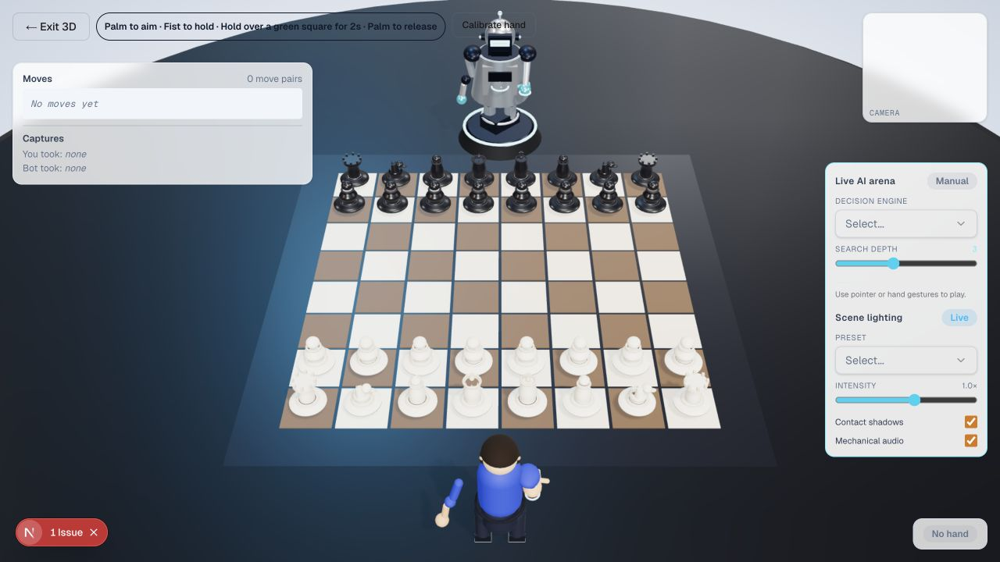 ← Exit 3D
Palm to aim · Fist to hold · Hold over a green square for 2s · Palm to release
Calibrate hand
Moves
0 move pairs
No moves yet
Captures
You took: none
Bot took: none
CAMERA
Live AI arena
Manual
DECISION ENGINE
Select...
SEARCH DEPTH
3
Use pointer or hand gestures to play.
Scene lighting
Live
PRESET
Select...
INTENSITY
1.0×
Contact shadows
Mechanical audio
N
1 Issue
No hand